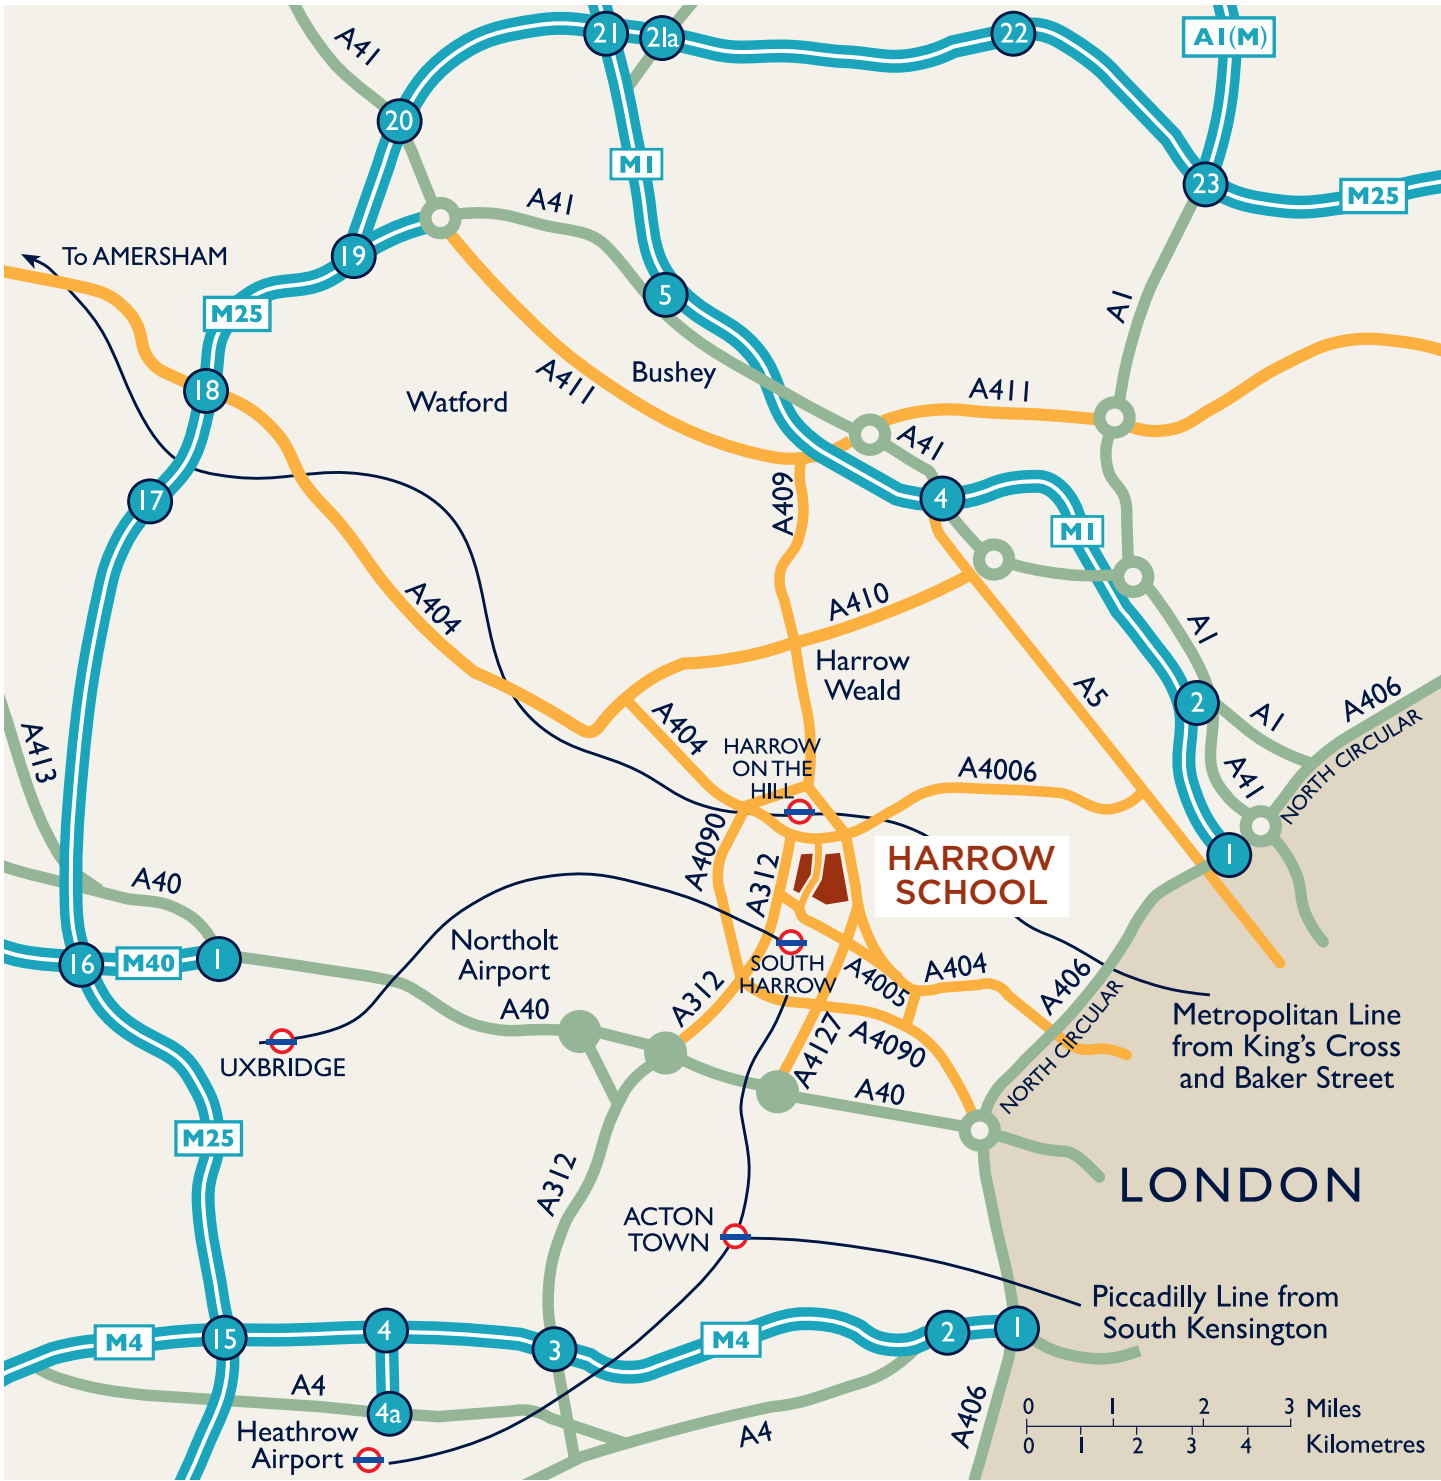 A41
21
21a
22
A1(M)
20
M1
23
M25
A41
To AMERSHAM
19
5
M25
A1
18
Bushey
A411
Watford
A411
A41
17
A409
4
M1
A404
A410
A1
Harrow
Weald
A5
2
A406
A1
NORTH CIRCULAR
A413
A404
HARROW
ON THE
HILL
A4006
A41
A4090
A312
HARROW
SCHOOL
1
A40
16
M40
1
Northolt
Airport
SOUTH
HARROW
A4005
A404
A406
NORTH CIRCULAR
A40
A312
A4127
A4090
Metropolitan Line
from King's Cross
and Baker Street
UXBRIDGE
A40
M25
A312
LONDON
ACTON
TOWN
Piccadilly Line from
South Kensington
M4
15
4
3
M4
2
1
A4
4a
Heathrow
Airport
A4
A406
0 1 2 3 Miles
0 1 2 3 4 Kilometres